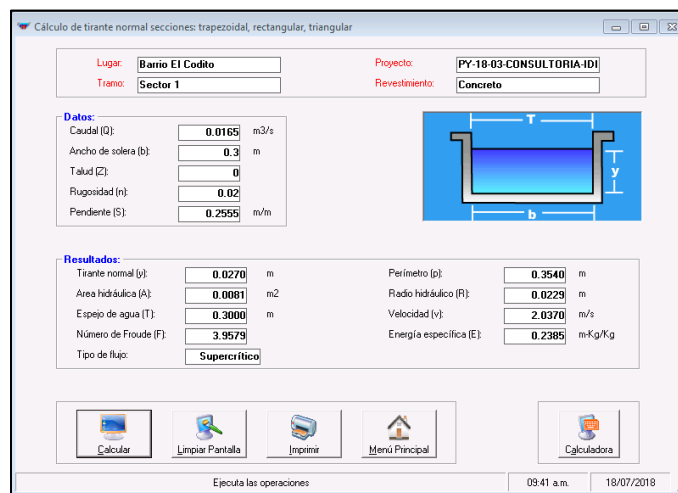 Cálculo de tirante normal secciones: trapezoidal, rectangular, triangular
Lugar: Barrio El Codito Proyecto: PY-18-03-CONSULTORIA-IDI
Tramo: Sector 1 Revestimiento: Concreto
Datos:
Caudal (Q): 0.0165 m3/s
Ancho de solera (b): 0.3 m
Talud (Z): 0
Rugosidad (n): 0.02
Pendiente (S): 0.2555 m/m
T
y
b
Resultados:
Tirante normal (y): 0.0270 m Perímetro (p): 0.3540 m
Area hidráulica (A): 0.0081 m2 Radio hidráulico (R): 0.0229 m
Espejo de agua (T): 0.3000 m Velocidad (v): 2.0370 m/s
Número de Froude (F): 3.9579 Energía específica (E): 0.2385 m-Kg/Kg
Tipo de flujo: Supercrítico
Calcular Limpiar Pantalla Imprimir Menú Principal Calculadora
Ejecuta las operaciones 09:41 a.m. 18/07/2018